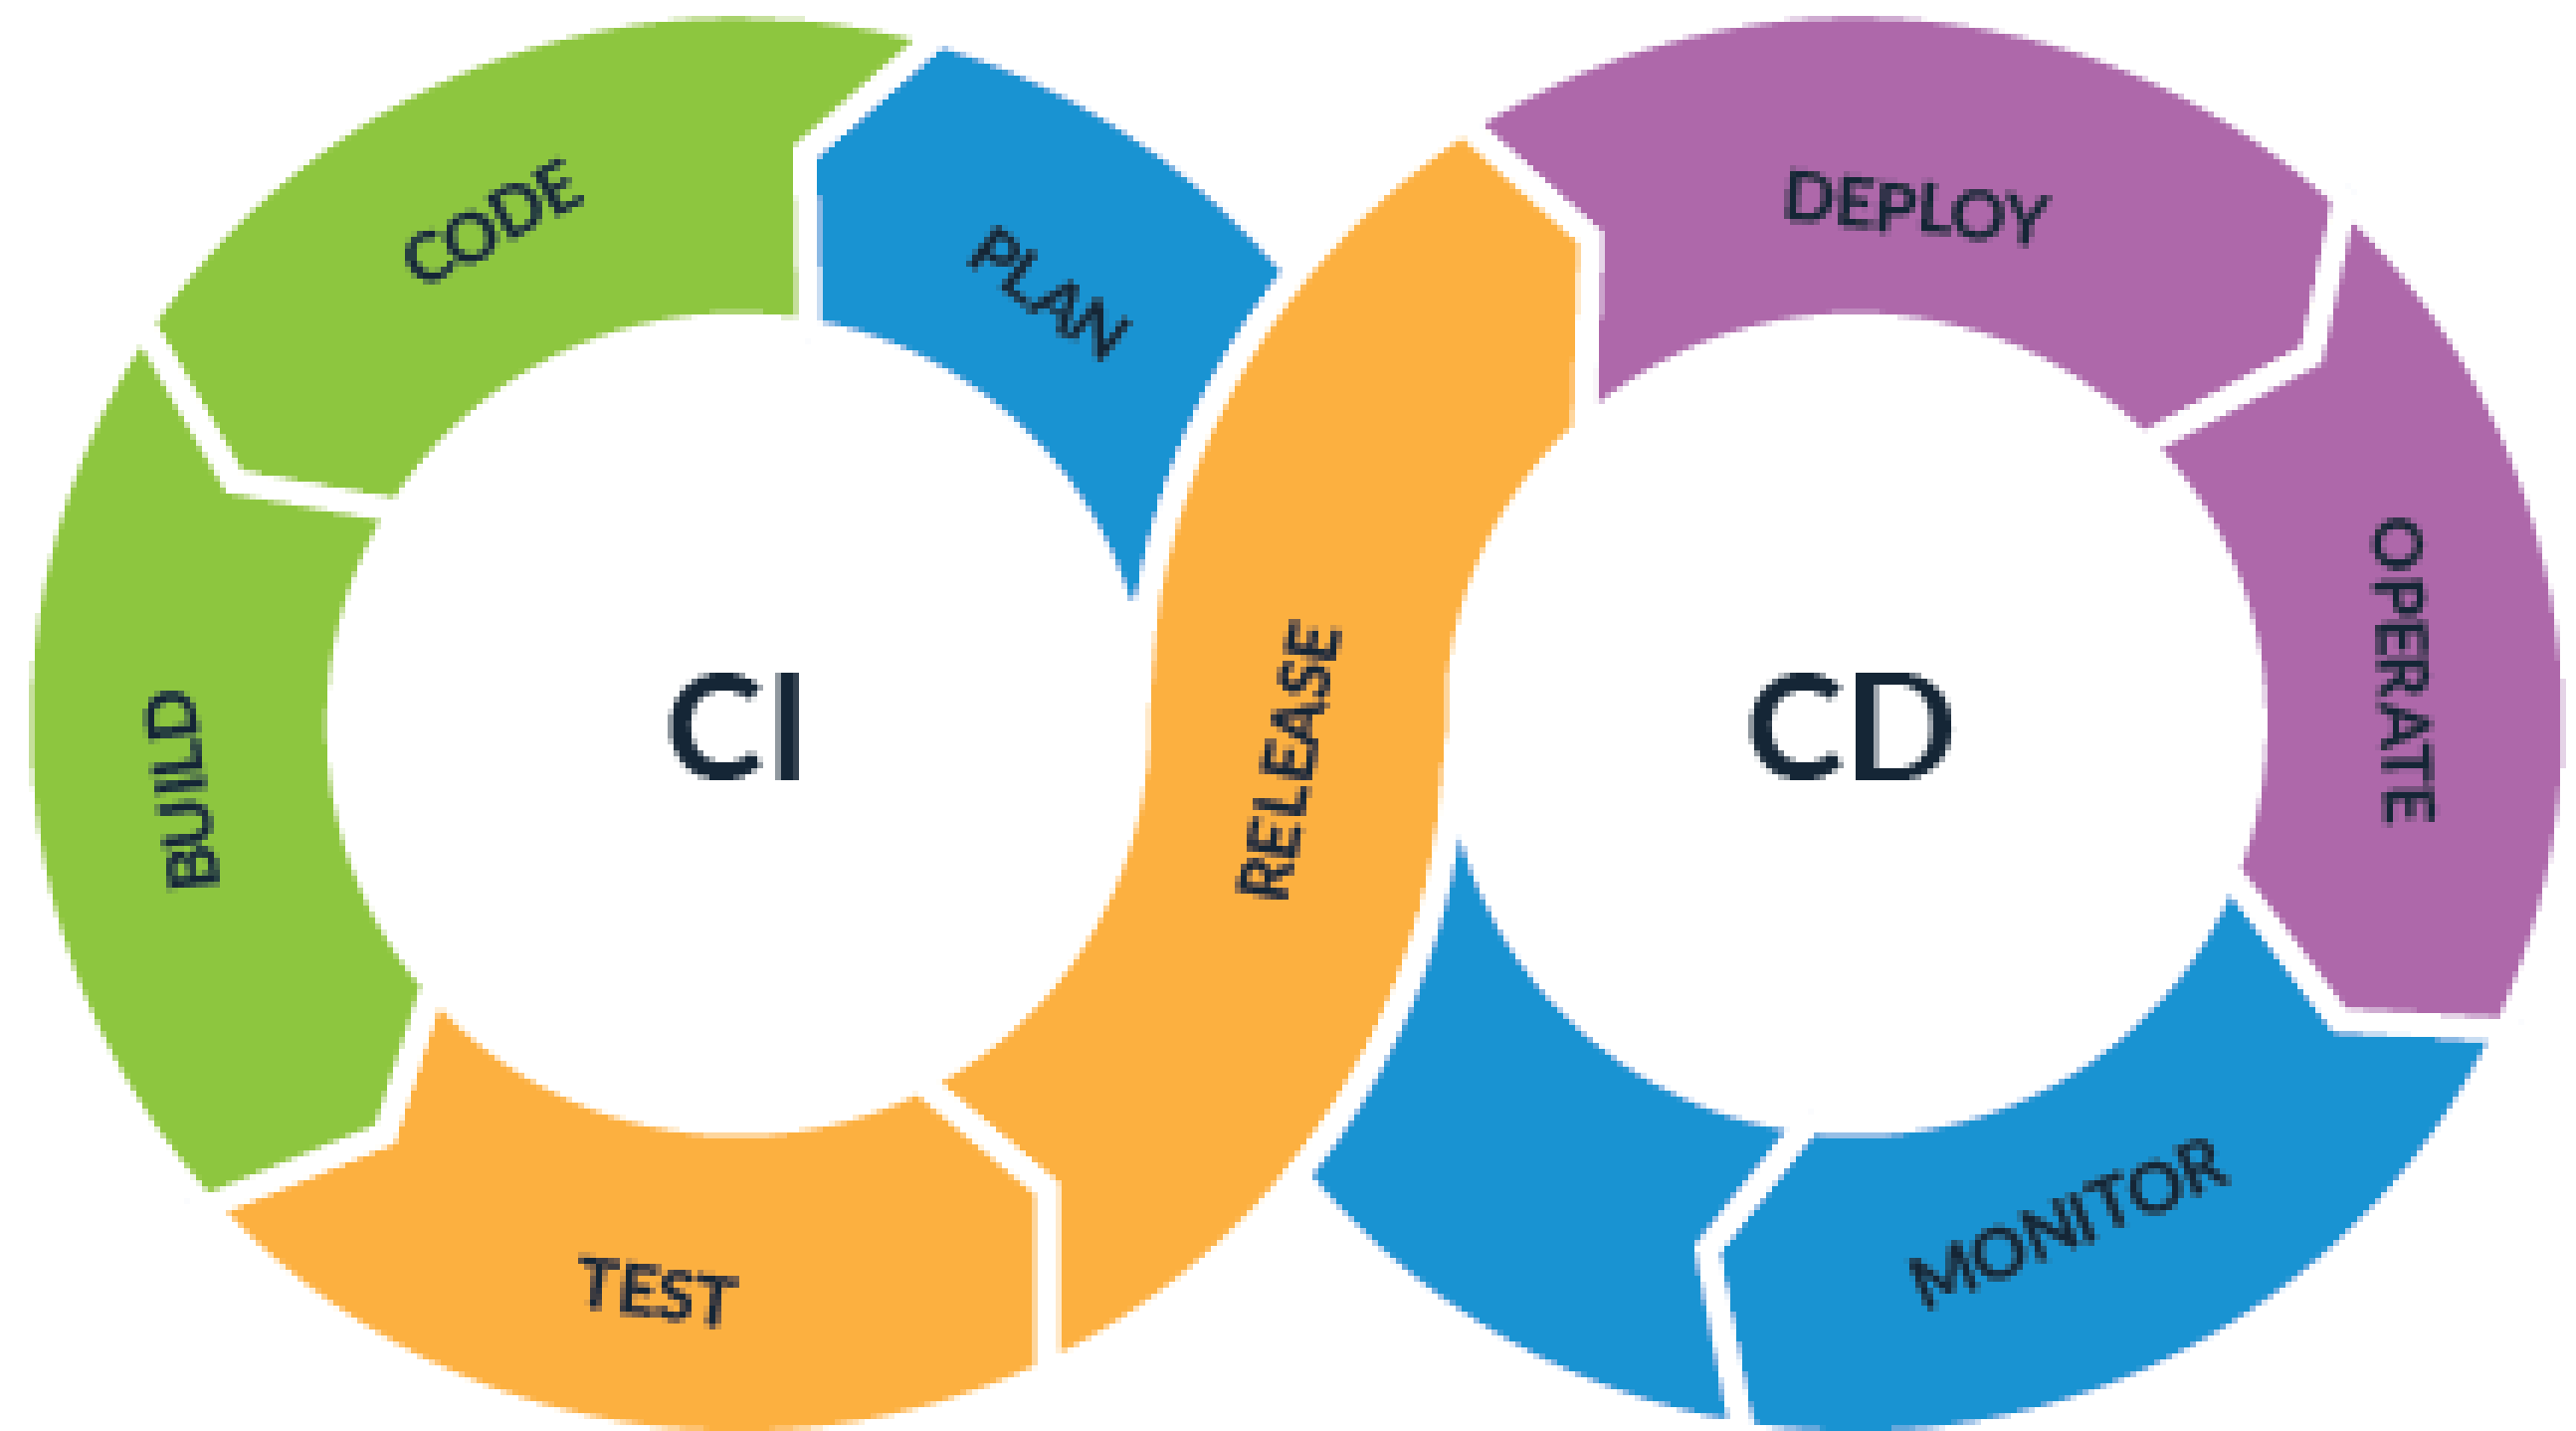 PLAN
CODE
BUILD
TEST
RELEASE
DEPLOY
OPERATE
MONITOR
CI
CD